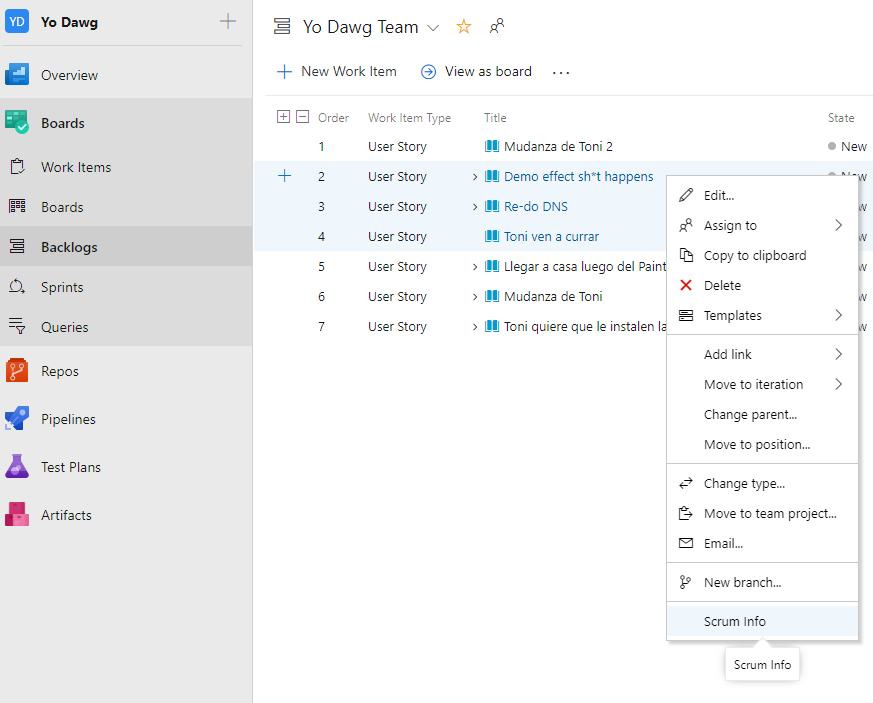 YD Yo Dawg
Overview
Boards
Work Items
Boards
Backlogs
Sprints
Queries
Repos
Pipelines
Test Plans
Artifacts
Yo Dawg Team
New Work Item View as board ...
Order Work Item Type Title State
1 User Story Mudanza de Toni 2 New
2 User Story Demo effect sh*t happens New
3 User Story Re-do DNS
4 User Story Toni ven a currar
5 User Story Llegar a casa luego del Paint
6 User Story Mudanza de Toni
7 User Story Toni quiere que le instalen la
Edit...
Assign to
Copy to clipboard
Delete
Templates
Add link
Move to iteration
Change parent...
Move to position...
Change type...
Move to team project...
Email...
New branch...
Scrum Info
Scrum Info